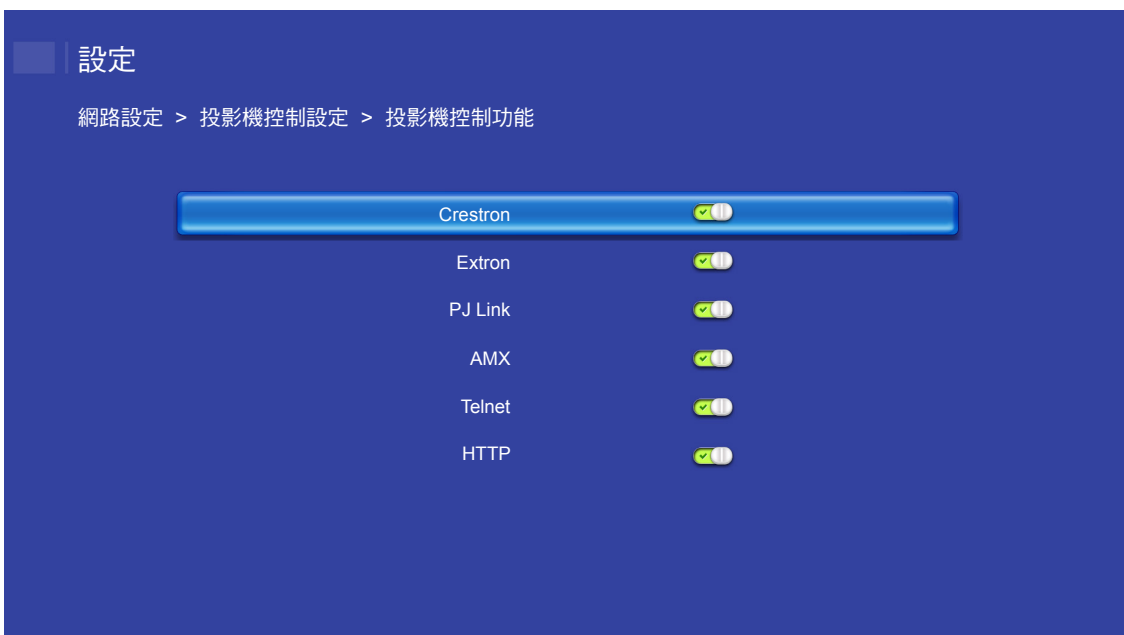 設定
網路設定 > 投影機控制設定 > 投影機控制功能
Crestron
Extron
PJ Link
AMX
Telnet
HTTP